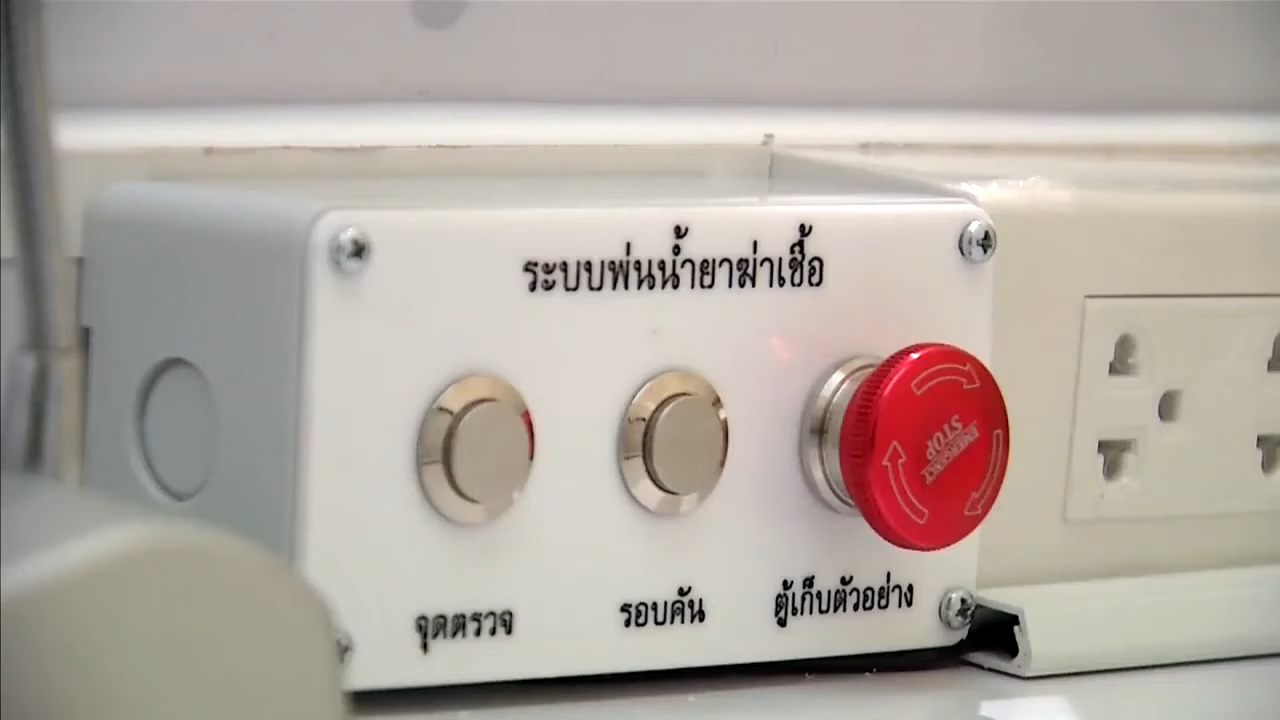 ระบบพ่นน้ำยาฆ่าเชื้อ
จุดตรวจ
รอบคัน
ตู้เก็บตัวอย่าง
EMERGENCY
STOP